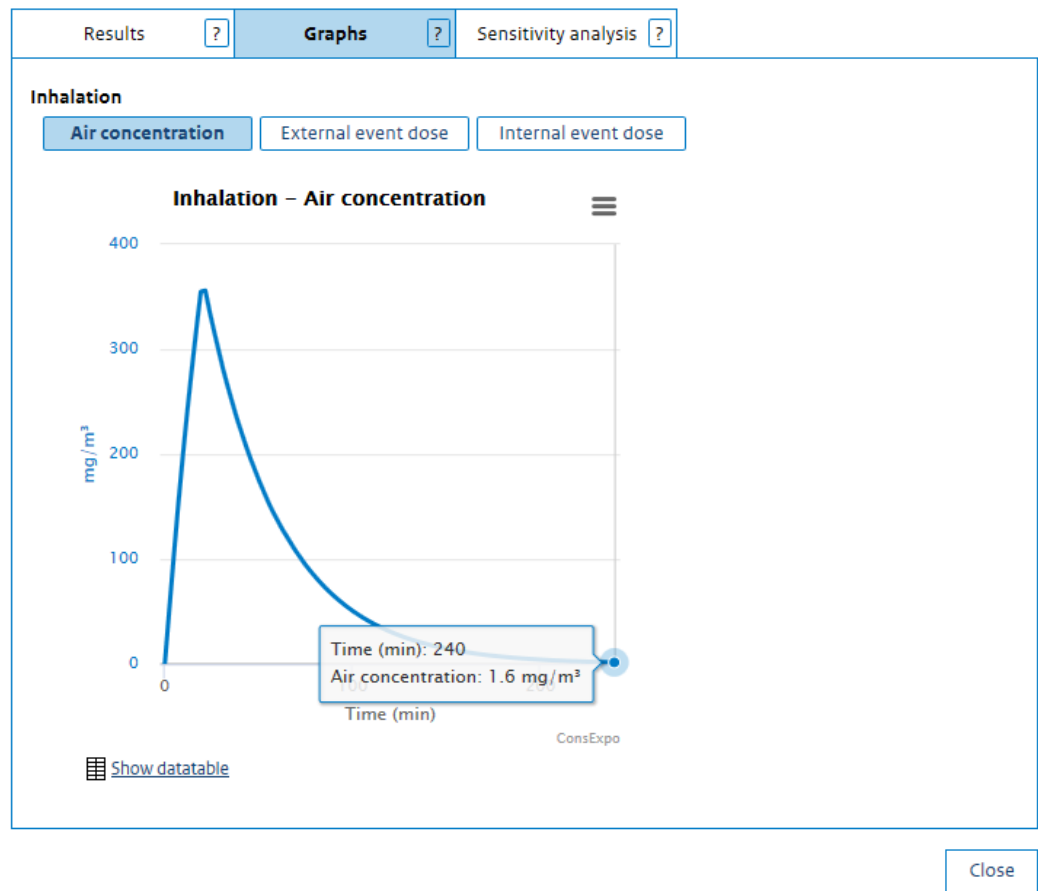 Results ? Graphs ? Sensitivity analysis ?
Inhalation
Air concentration External event dose Internal event dose
Inhalation – Air concentration
400
300
200
100
0
mg/m³
0 100 200
Time (min): 240
Air concentration: 1.6 mg/m³
Time (min)
ConsExpo
Show datatable
Close